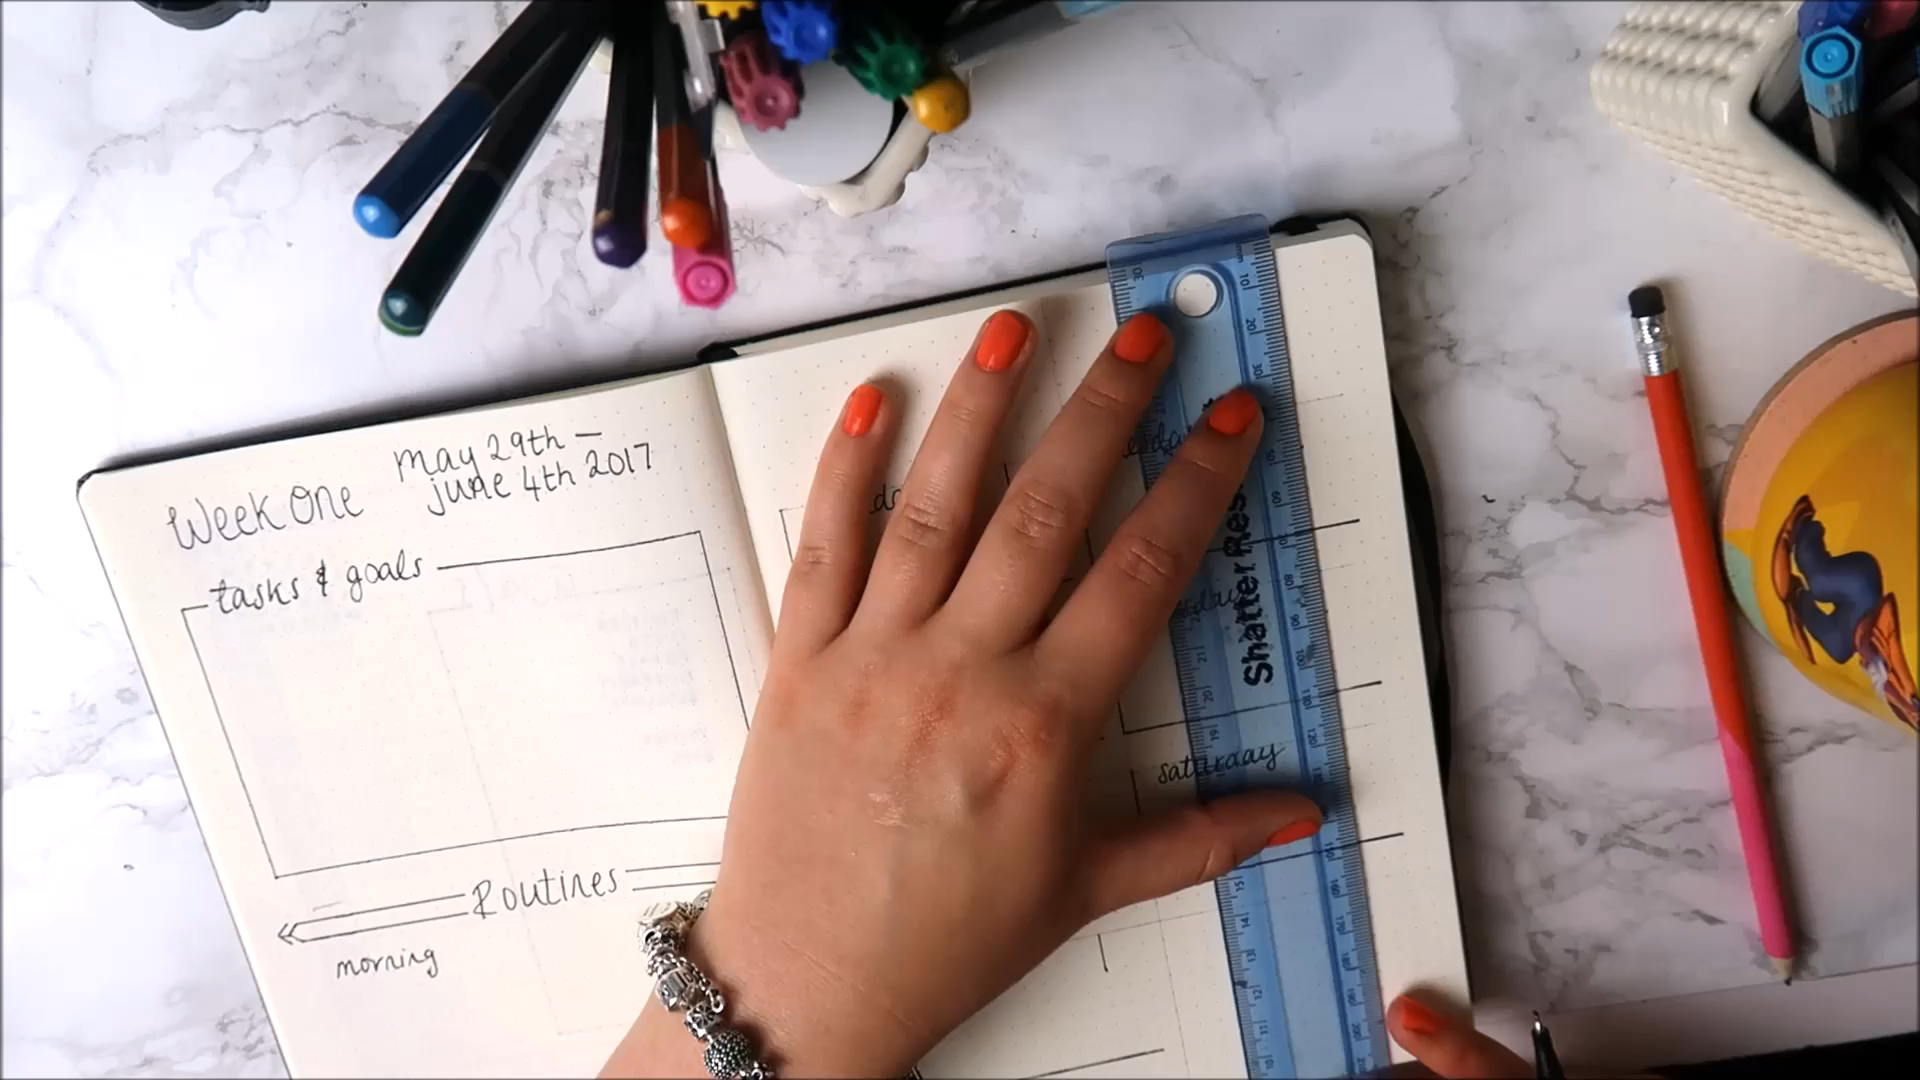 Week One
may 29th –
june 4th 2017
tasks & goals
Routines
morning
saturday
Shatter Res